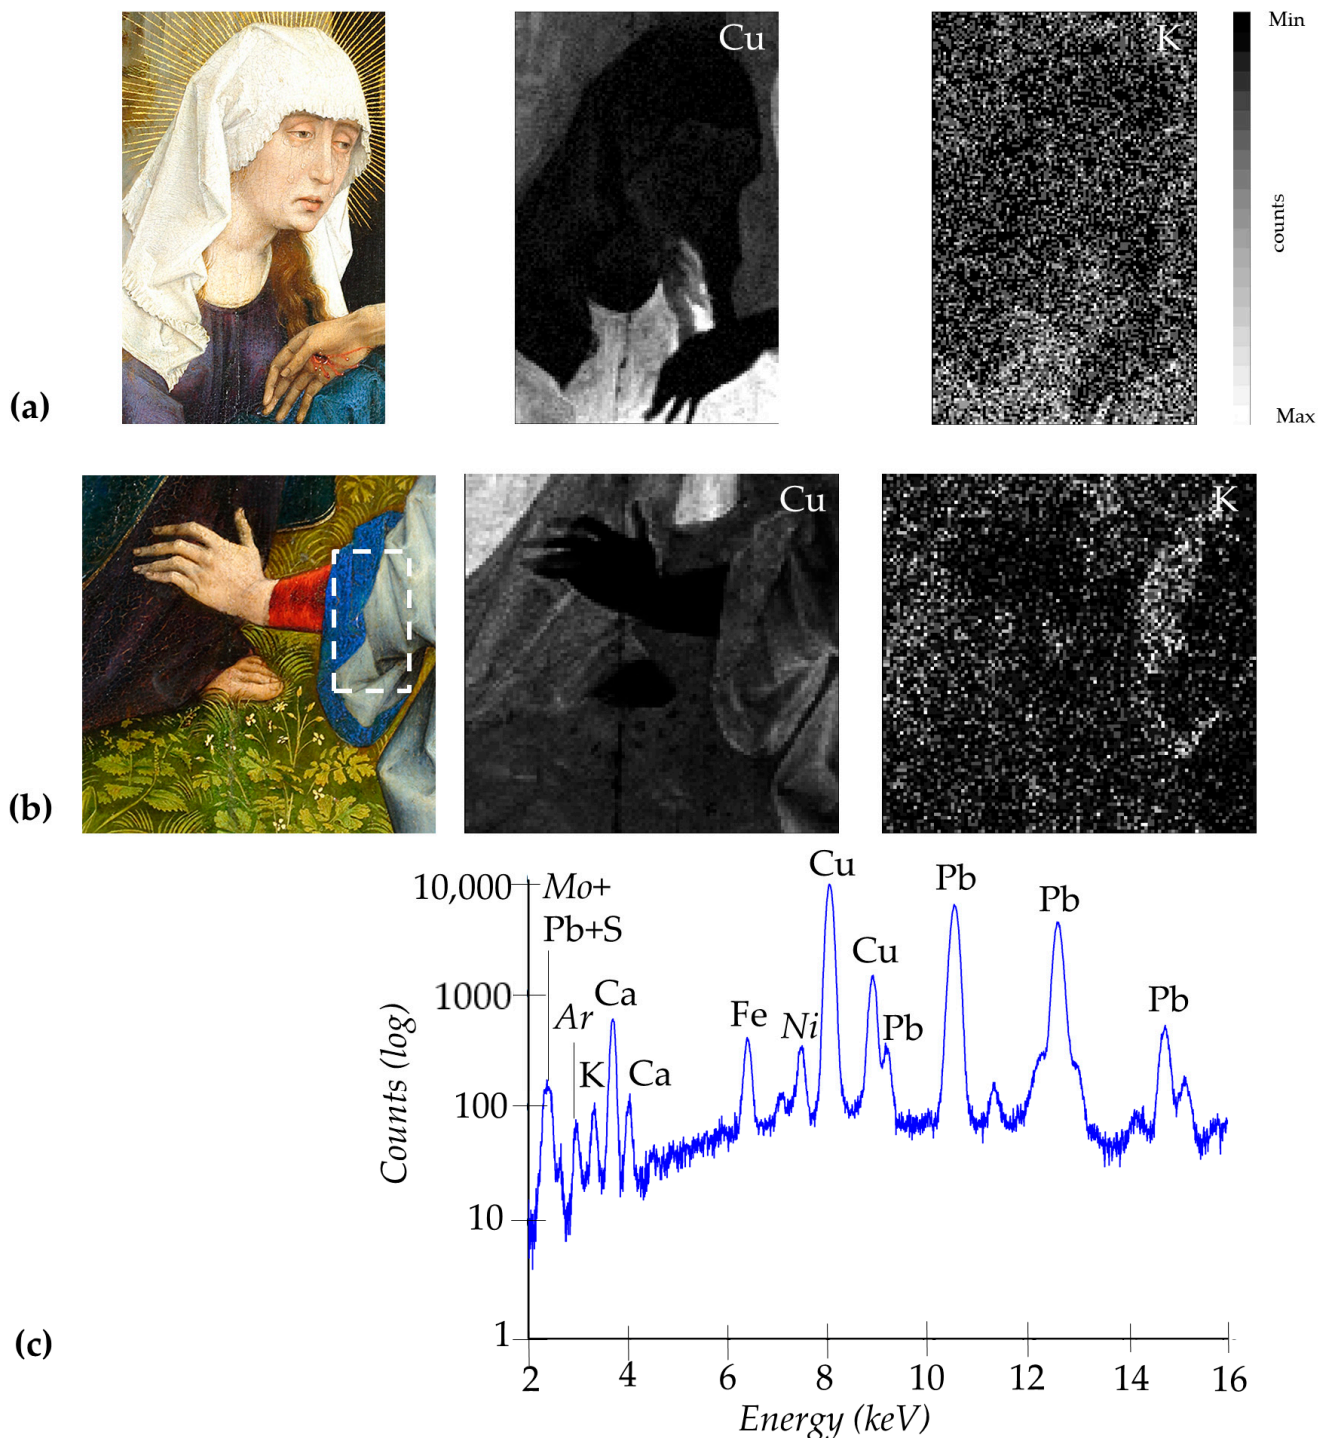 Cu
K
Min
counts
Max
(a)
Cu
K
(b)
10,000
1000
100
10
1
Counts (log)
Mo+
Pb+S
Ar
K
Ca
Ca
Fe
Ni
Cu
Cu
Pb
Pb
Pb
Pb
2 4 6 8 10 12 14 16
Energy (keV)
(c)